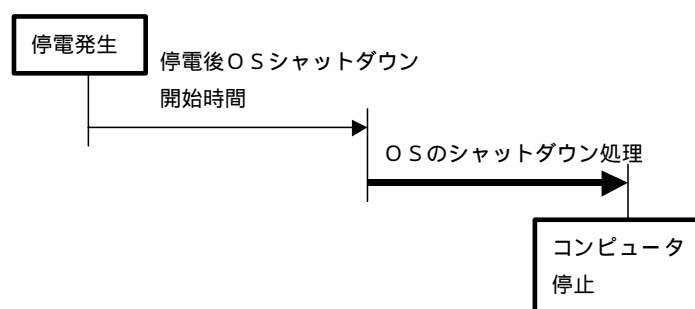 停電発生
停電後ＯＳシャットダウン
開始時間
ＯＳのシャットダウン処理
コンピュータ
停止